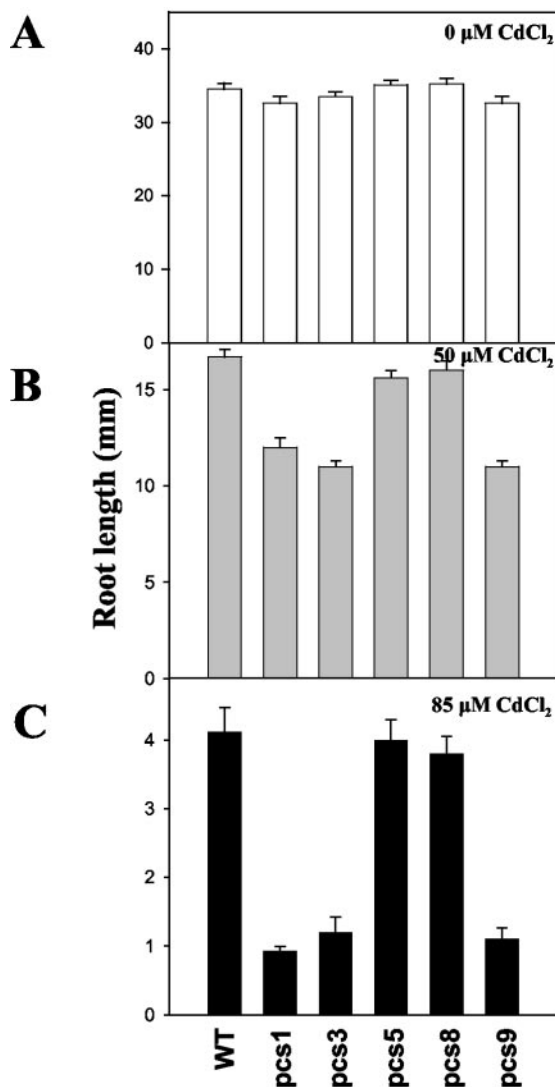 A
0 μM CdCl₂
40
30
20
10
0
B
50 μM CdCl₂
15
10
5
0
Root length (mm)
C
85 μM CdCl₂
4
3
2
1
0
WT
pcs1
pcs3
pcs5
pcs8
pcs9